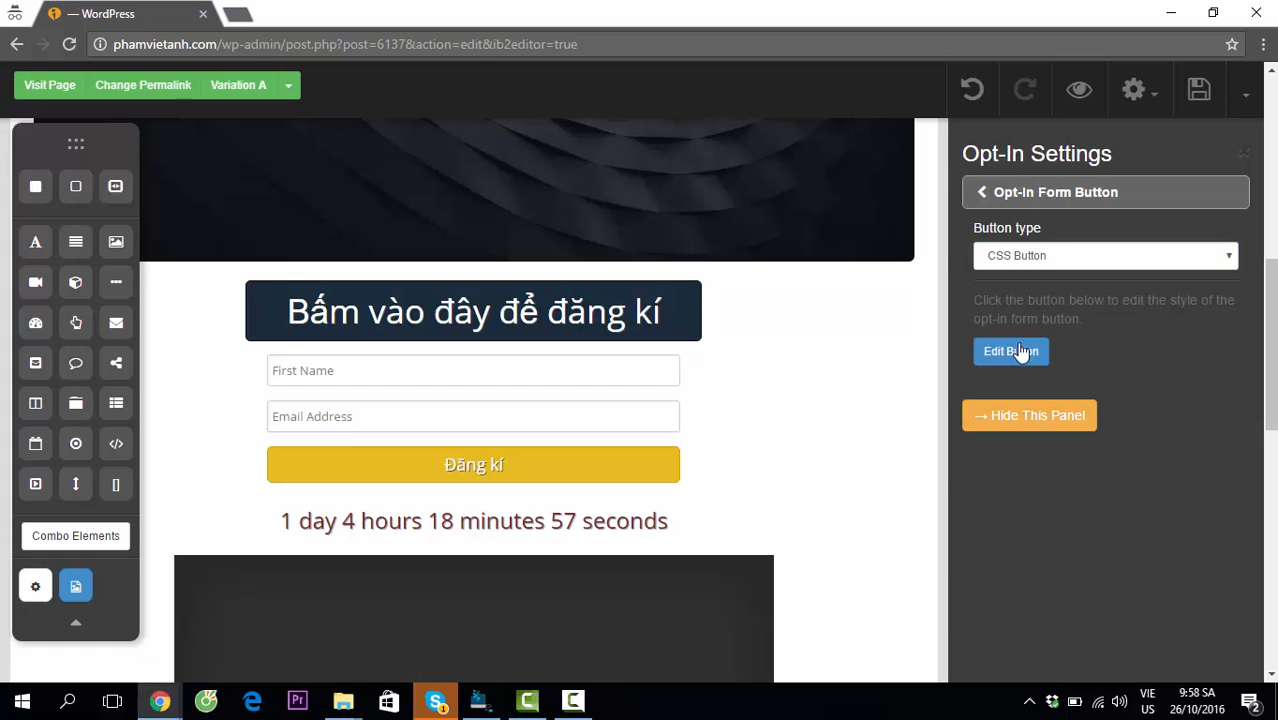 — WordPress
phamvietanh.com/wp-admin/post.php?post=6137&action=edit&ib2editor=true
Visit Page
Change Permalink
Variation A
Opt-In Settings
Opt-in Form Button
Button type
CSS Button
Click the button below to edit the style of the
opt-in form button.
Edit Button
→ Hide This Panel
Bấm vào đây để đăng kí
First Name
Email Address
Đăng kí
1 day 4 hours 18 minutes 57 seconds
Combo Elements
VIE
US
9:58 SA
26/10/2016